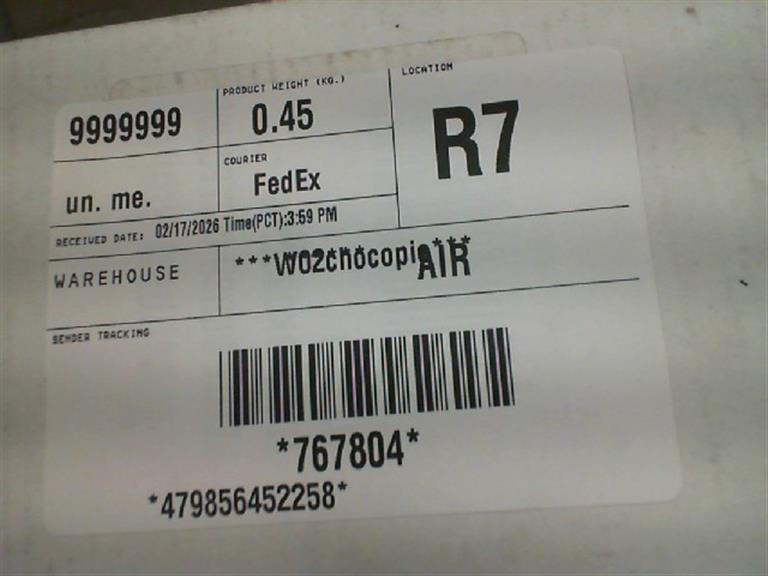 9999999
PRODUCT WEIGHT (KG.)
0.45
LOCATION
R7
un. me.
COURIER
FedEx
RECEIVED DATE: 02/17/2026 Time(PCT):3:59 PM
WAREHOUSE
AIR
SENDER TRACKING
*767804*
*479856452258*